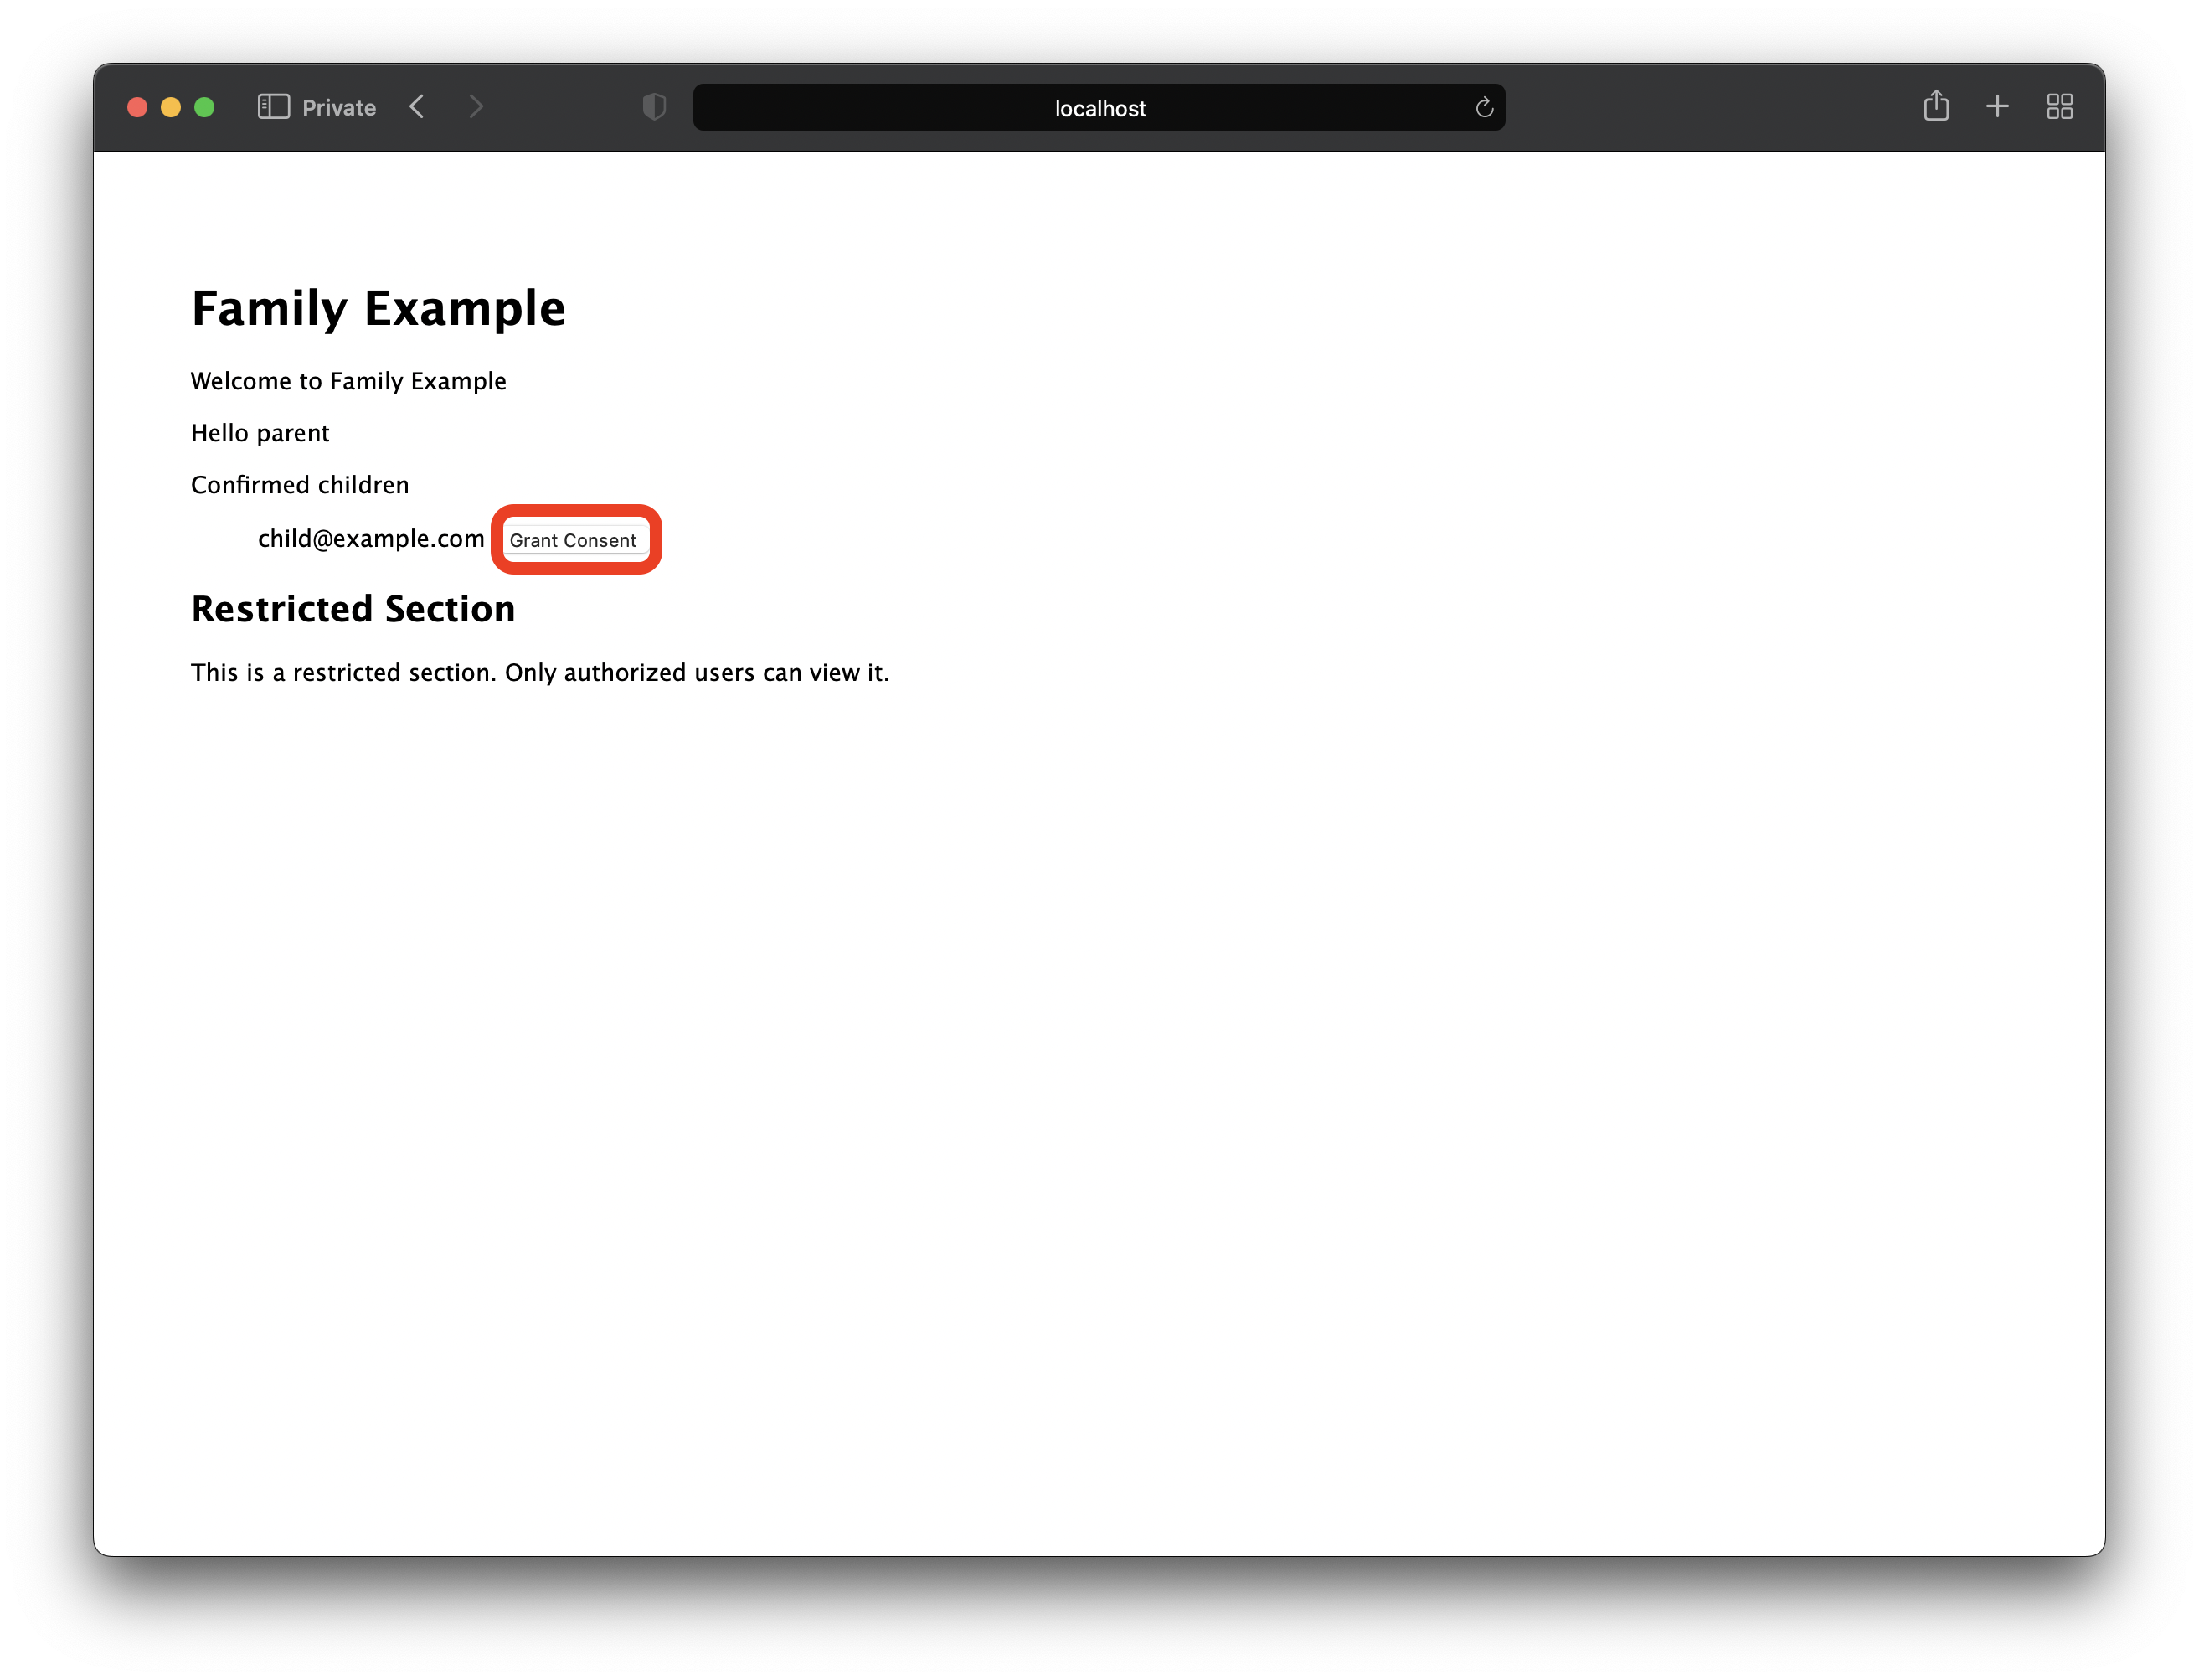 Private
localhost
Family Example
Welcome to Family Example
Hello parent
Confirmed children
child@example.com Grant Consent
Restricted Section
This is a restricted section. Only authorized users can view it.